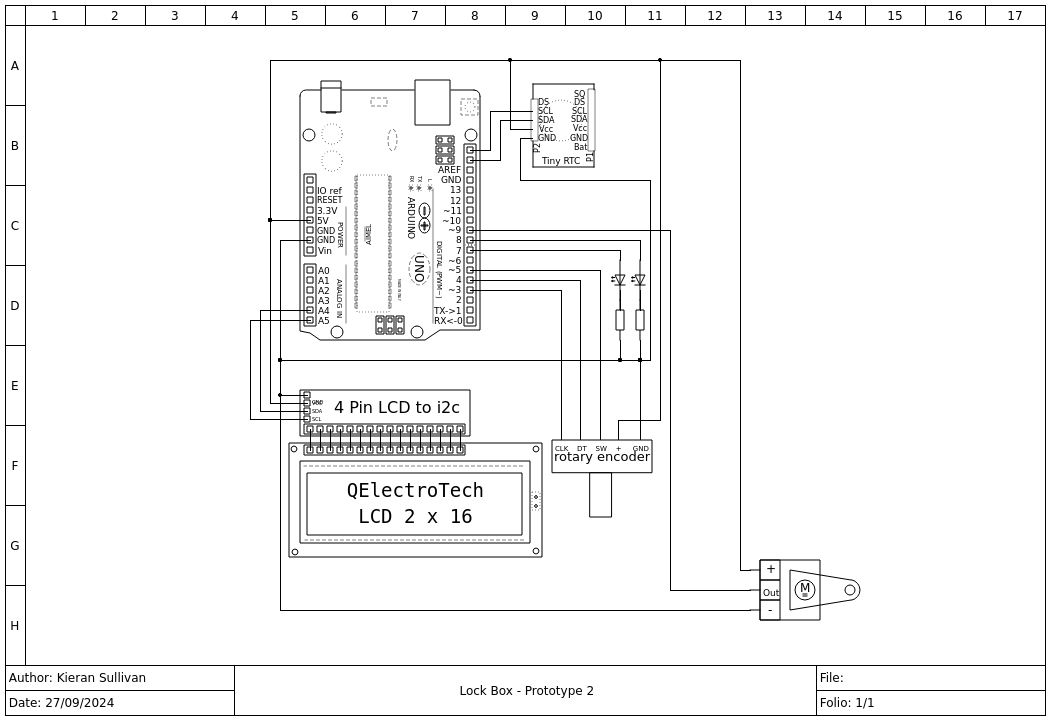 1 2 3 4 5 6 7 8 9 10 11 12 13 14 15 16 17
A
B
C
D
E
F
G
H
IO ref
RESET
3.3V
5V
GND
GND
Vin
POWER
A0
A1
A2
A3
A4
A5
ANALOG IN
ATMEL
RX
TX
L
ARDUINO
UNO
DIGITAL (PWM~)
AREF
GND
13
12
~11
~10
~9
8
7
~6
~5
4
~3
2
TX->1
RX<-0
DS
SCL
SDA
Vcc
GND
P2
SQ
DS
SCL
SDA
Vcc
GND
Bat
P1
Tiny RTC
GND
SDA
SCL
4 Pin LCD to i2c
QElectroTech
LCD 2 x 16
CLK DT SW + GND
rotary encoder
+
Out
-
M
=
Author: Kieran Sullivan
Date: 27/09/2024
Lock Box - Prototype 2
File:
Folio: 1/1